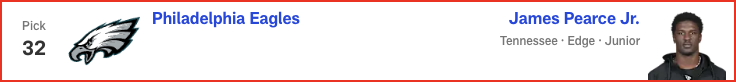 Pick
32
Philadelphia Eagles
James Pearce Jr.
Tennessee · Edge · Junior